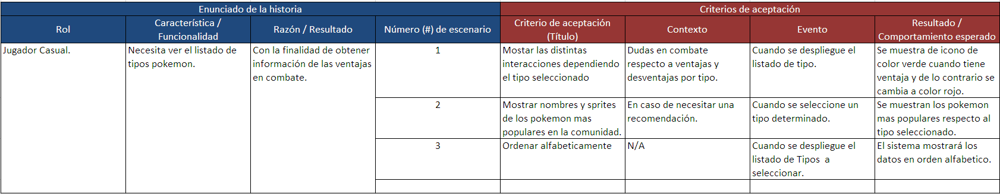 Enunciado de la historia
Criterios de aceptación
Rol
Característica /
Funcionalidad
Razón / Resultado
Número (#) de escenario
Criterio de aceptación
(Título)
Contexto
Evento
Resultado /
Comportamiento esperado
Jugador Casual.
Necesita ver el listado de
tipos pokemon.
Con la finalidad de obtener
información de las ventajas
en combate.
1
Mostar las distintas
interacciones dependiendo
el tipo seleccionado
Dudas en combate
respecto a ventajas y
desventajas por tipo.
Cuando se despliegue el
listado de tipo.
Se muestra de icono de
color verde cuando tiene
ventaja y de lo contrario se
cambia a color rojo.
2
Mostrar nombres y sprites
de los pokemon mas
populares en la comunidad.
En caso de necesitar una
recomendación.
Cuando se seleccione un
tipo determinado.
Se muestran los pokemon
mas populares respecto al
tipo seleccionado.
3
Ordenar alfabeticamente
N/A
Cuando se despliegue el
listado de Tipos  a
seleccionar.
El sistema mostrará los
datos en orden alfabetico.